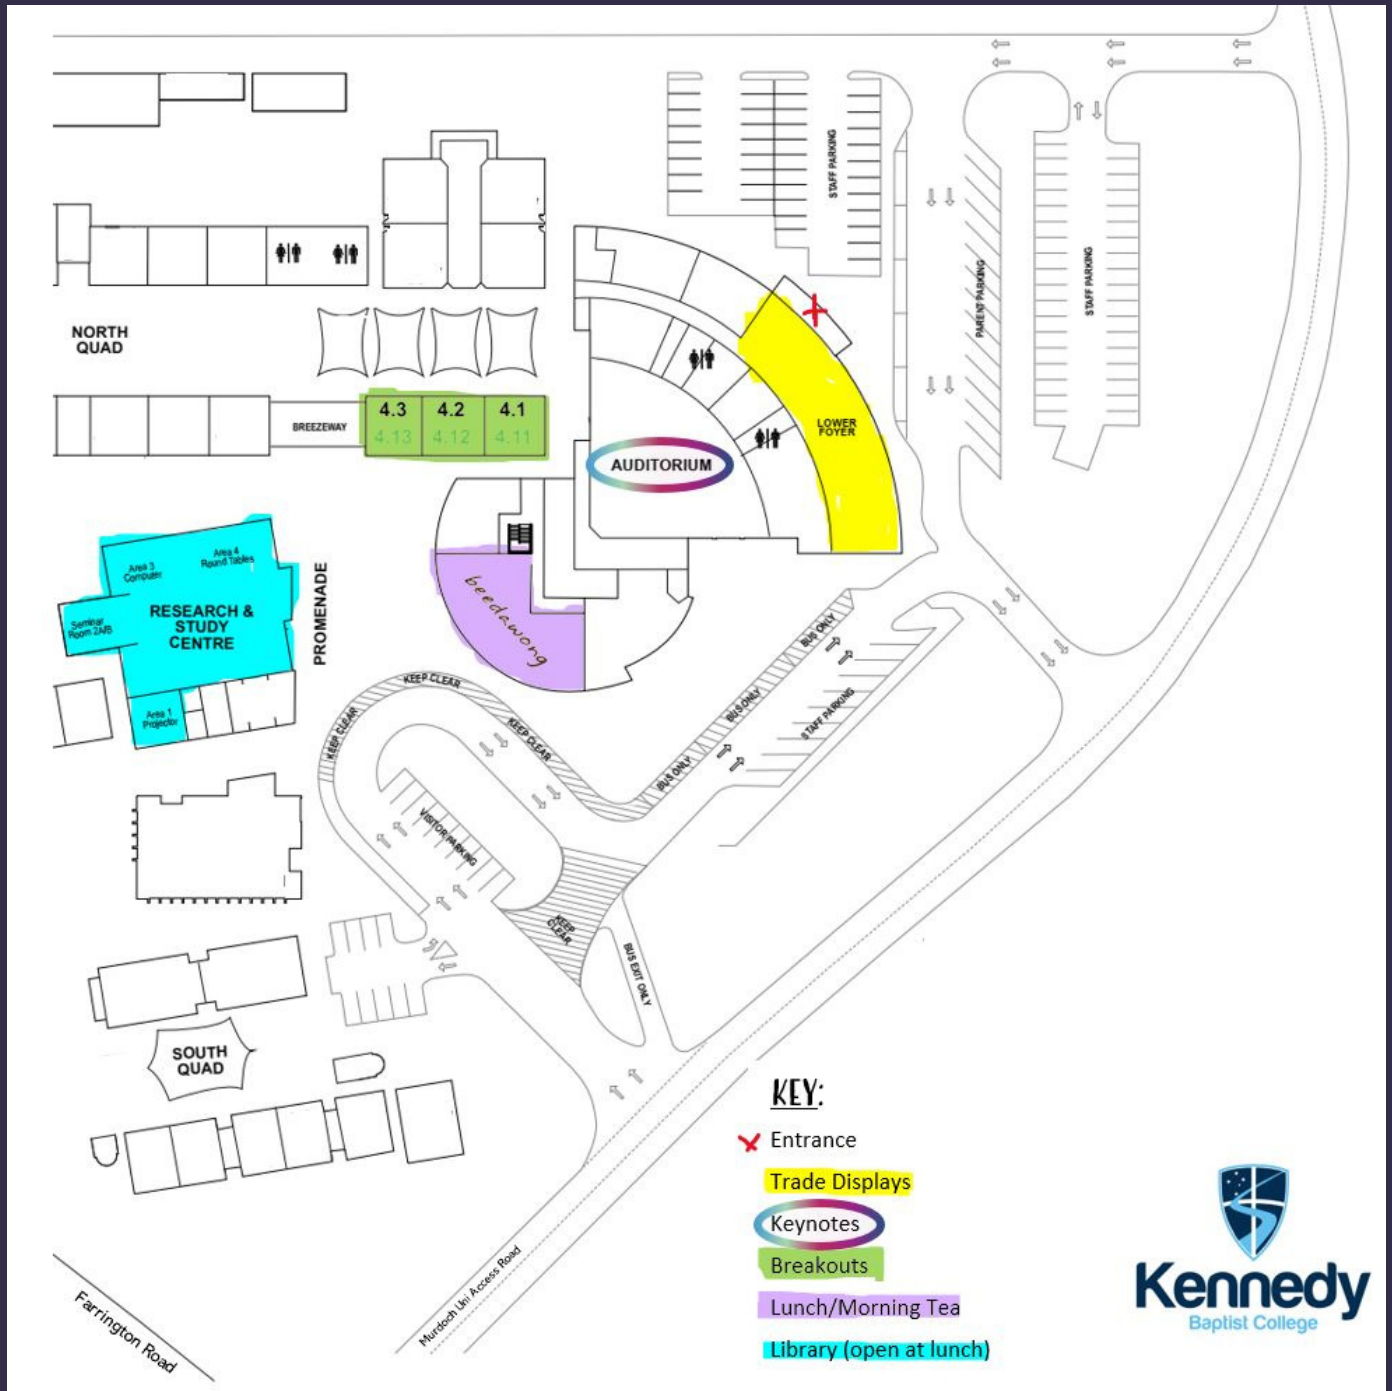 STAFF PARKING
PARENT PARKING
STAFF PARKING
NORTH
QUAD
4.3
4.2
4.1
4.13
4.12
4.11
BREEZEWAY
LOWER
FOYER
AUDITORIUM
Area 4
Round Tables
Area 3
Computer
RESEARCH &
STUDY
CENTRE
Seminar
Room 2A/B
Area 1
Projector
PROMENADE
beedawong
BUS ONLY
BUS ONLY
BUS ONLY
STAFF PARKING
KEEP CLEAR
KEEP CLEAR
KEEP CLEAR
VISITOR PARKING
KEEP
CLEAR
BUS EXIT ONLY
SOUTH
QUAD
Farrington Road
Murdoch Uni Access Road
KEY:
Entrance
Trade Displays
Keynotes
Breakouts
Lunch/Morning Tea
Library (open at lunch)
Kennedy
Baptist College